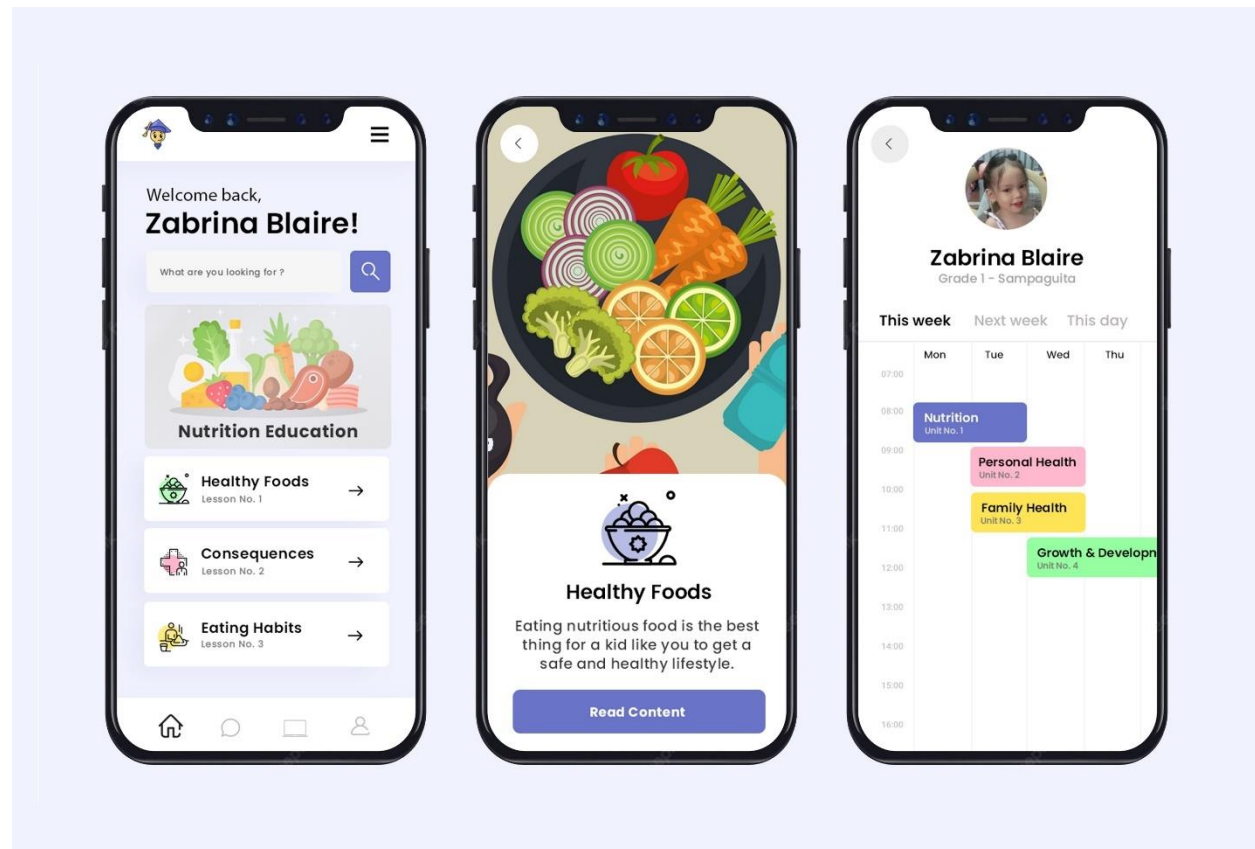 Welcome back,
Zabrina Blaire!
What are you looking for ?
Nutrition Education
Healthy Foods
Lesson No. 1
Consequences
Lesson No. 2
Eating Habits
Lesson No. 3
Healthy Foods
Eating nutritious food is the best
thing for a kid like you to get a
safe and healthy lifestyle.
Read Content
Zabrina Blaire
Grade 1 - Sampaguita
This week Next week This day
Mon Tue Wed Thu
07:00
08:00
Nutrition
Unit No. 1
09:00
Personal Health
Unit No. 2
10:00
Family Health
Unit No. 3
11:00
Growth & Developn
Unit No. 4
12:00
13:00
14:00
15:00
16:00